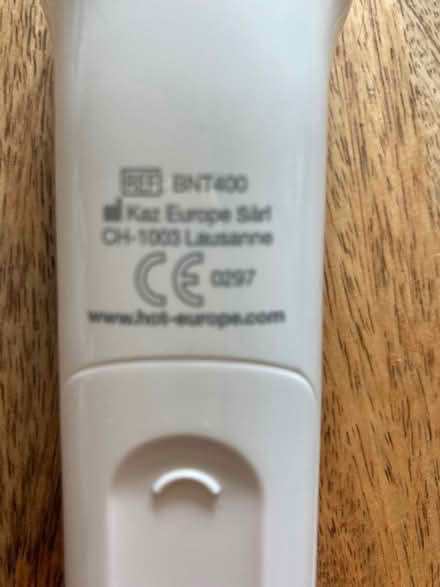 REF BNT400
Kaz Europe Sàrl
CH-1003 Lausanne
CE 0297
www.hot-europe.com